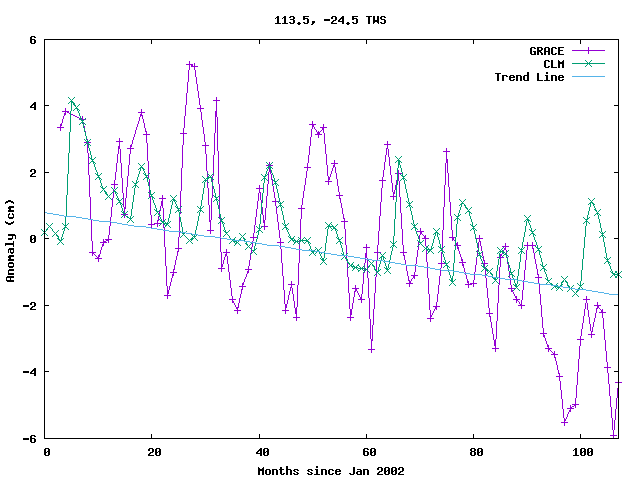 113.5, -24.5 TWS
GRACE
CLM
Trend Line
6
4
2
0
-2
-4
-6
Anomaly (cm)
0 20 40 60 80 100
Months since Jan 2002